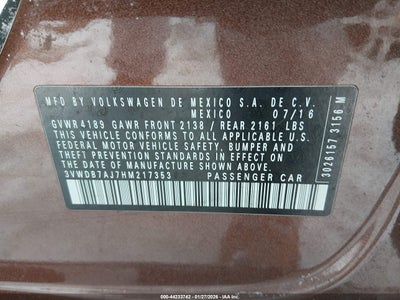 MFD BY VOLKSWAGEN DE MEXICO S.A. DE C.V.
MEXICO 07/16
GVWR 4189 GAWR FRONT 2138 / REAR 2161 LBS
THIS VEHICLE CONFORMS TO ALL APPLICABLE
FEDERAL MOTOR VEHICLE SAFETY, BUMPER AND
THEFT PREVENTION STANDARDS IN EFFECT ON
THE DATE OF MANUFACTURE SHOWN ABOVE.
3VWDB7AJ7HM217353 PASSENGER CAR
3026157 3156 M
000-44233742 - 01/27/2026 - IAA, LLC